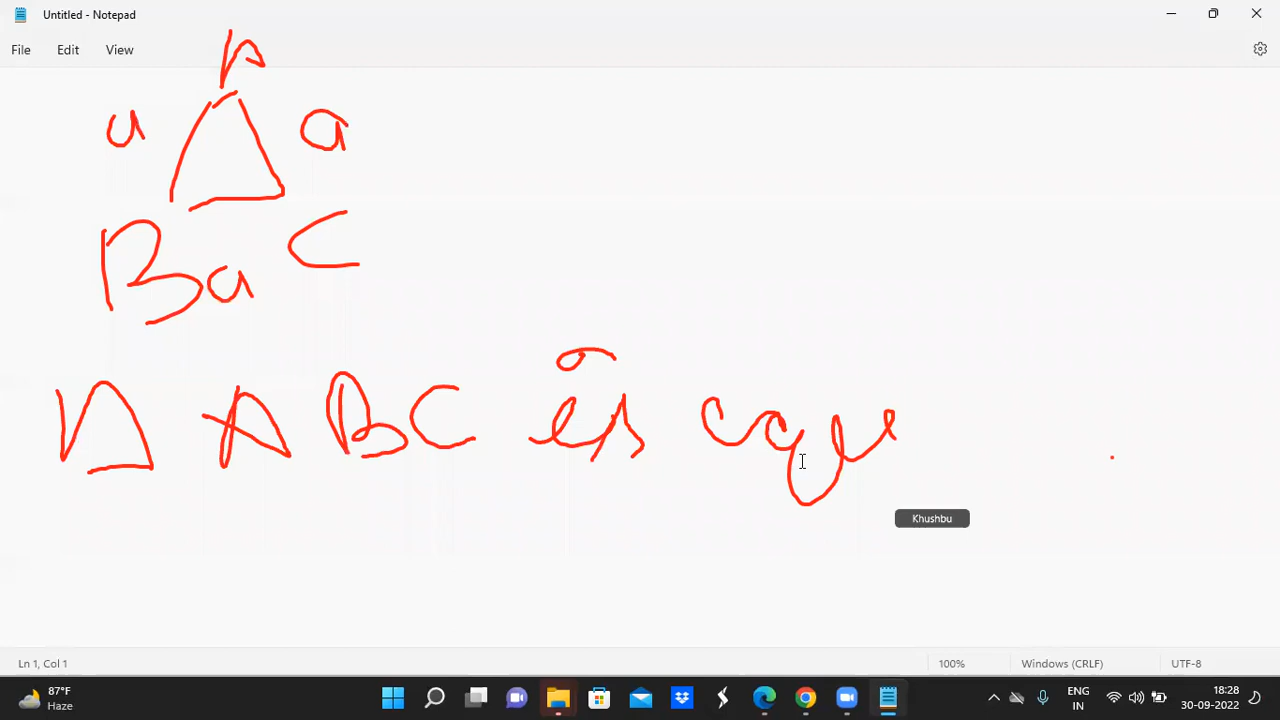 Untitled - Notepad
File Edit View
A
a a
B a C
Δ ABC is equ
Khushbu
Ln 1, Col 1 100% Windows (CRLF) UTF-8
87°F
Haze
ENG
IN
18:28
30-09-2022